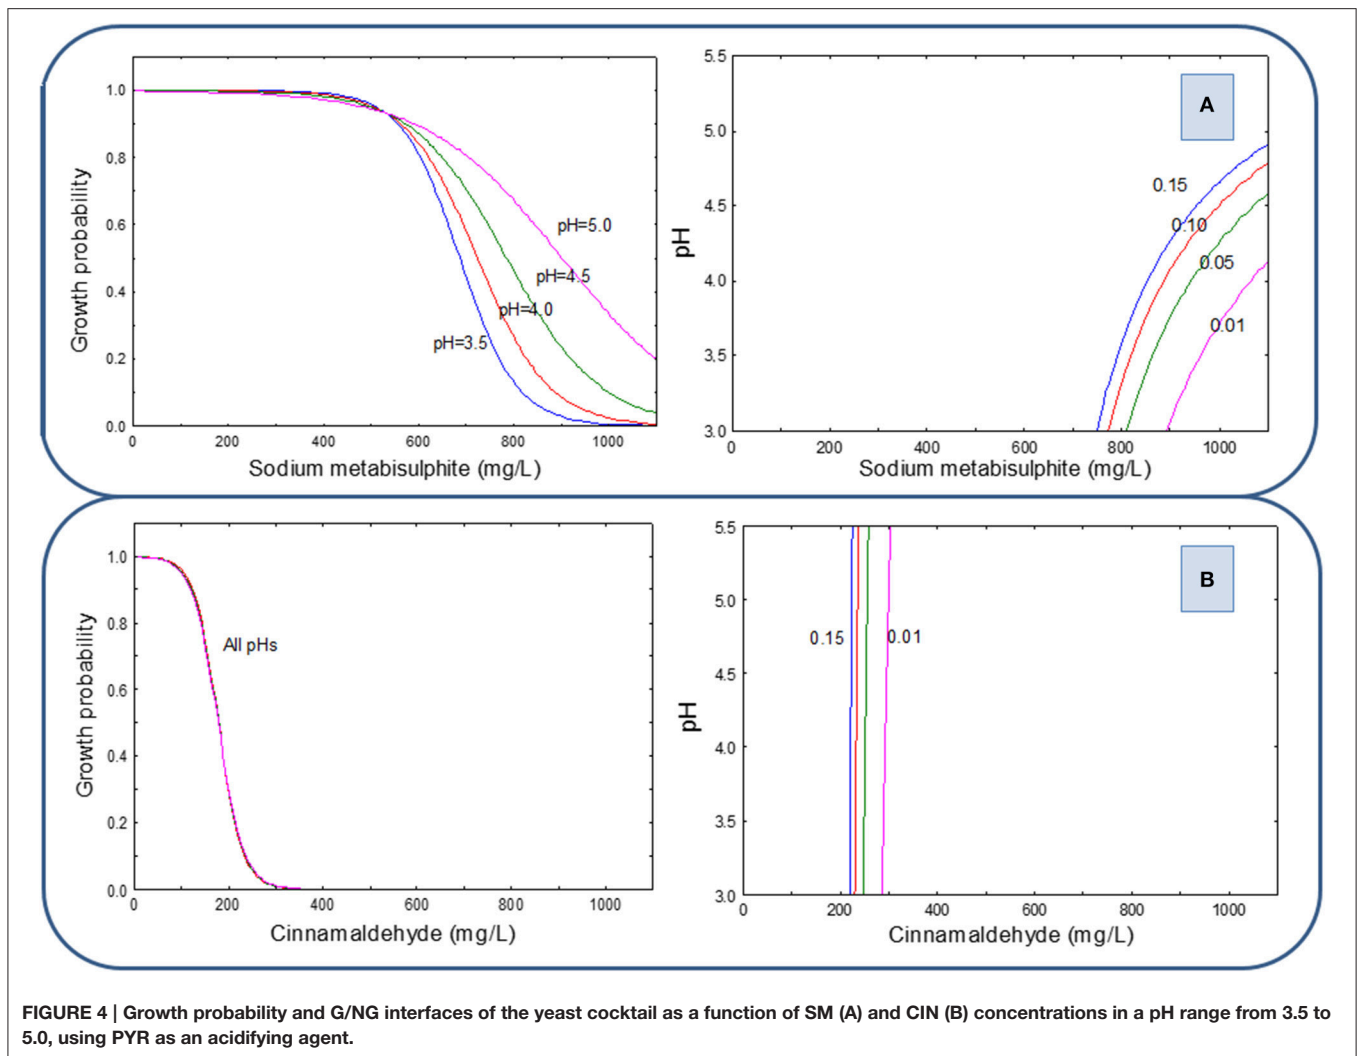 1.0
0.8
0.6
0.4
0.2
0.0
Growth probability
pH=5.0
pH=4.5
pH=4.0
pH=3.5
0 200 400 600 800 1000
Sodium metabisulphite (mg/L)
A
5.5
5.0
4.5
4.0
3.5
3.0
pH
0.15
0.10
0.05
0.01
0 200 400 600 800 1000
Sodium metabisulphite (mg/L)
1.0
0.8
0.6
0.4
0.2
0.0
Growth probability
All pHs
0 200 400 600 800 1000
Cinnamaldehyde (mg/L)
B
5.5
5.0
4.5
4.0
3.5
3.0
pH
0.15
0.01
0 200 400 600 800 1000
Cinnamaldehyde (mg/L)
FIGURE 4 | Growth probability and G/NG interfaces of the yeast cocktail as a function of SM (A) and CIN (B) concentrations in a pH range from 3.5 to
5.0, using PYR as an acidifying agent.